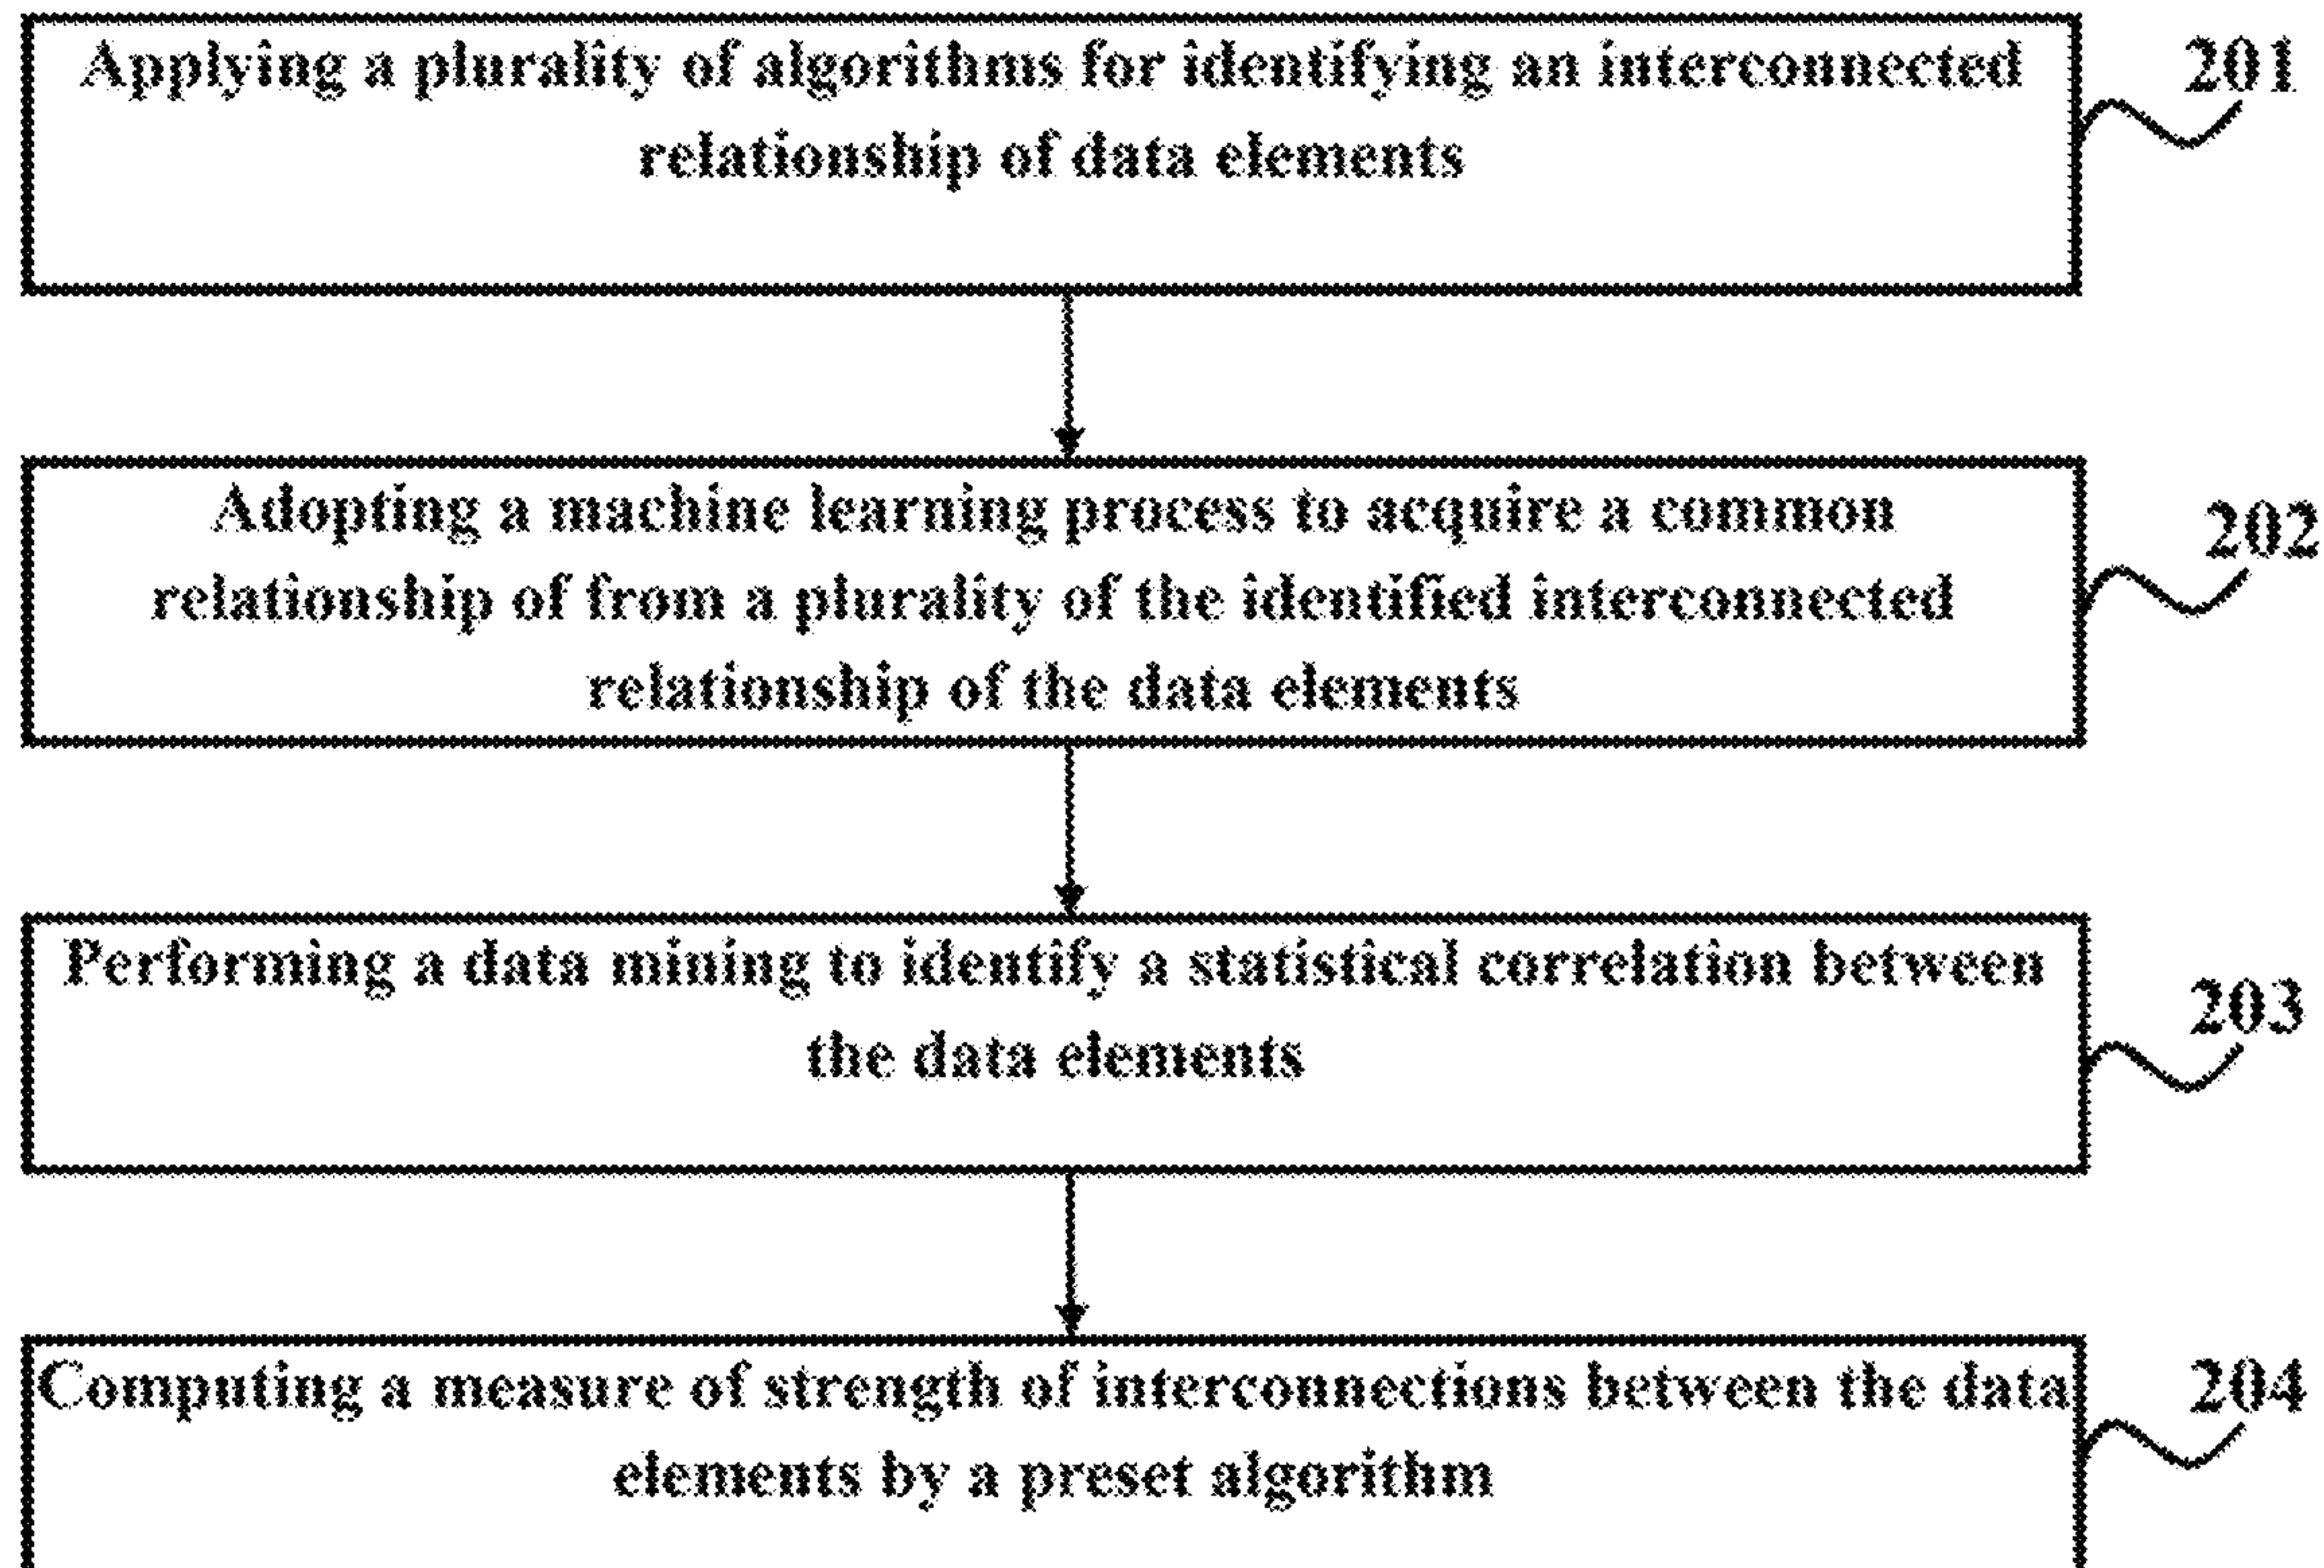 Applying a plurality of algorithms for identifying an interconnected
relationship of data elements
201
Adopting a machine learning process to acquire a common
relationship of from a plurality of the identified interconnected
relationship of the data elements
202
Performing a data mining to identify a statistical correlation between
the data elements
203
Computing a measure of strength of interconnections between the data
elements by a preset algorithm
204